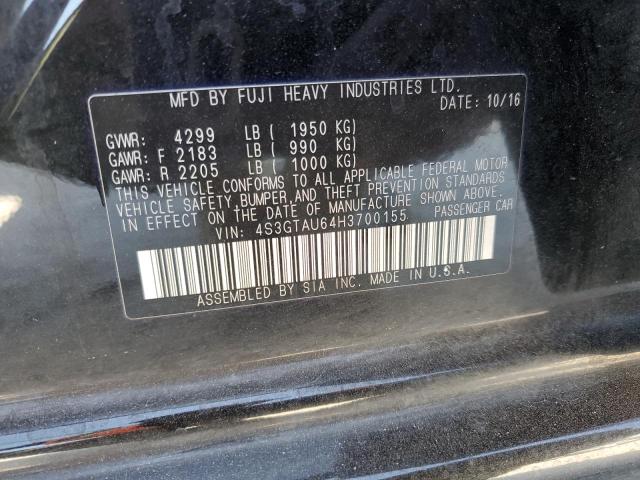 MFD BY FUJI HEAVY INDUSTRIES LTD.
DATE: 10/16
GVWR: 4299 LB ( 1950 KG)
GAWR: F 2183 LB ( 990 KG)
GAWR: R 2205 LB ( 1000 KG)
THIS VEHICLE CONFORMS TO ALL APPLICABLE FEDERAL MOTOR
VEHICLE SAFETY, BUMPER, AND THEFT PREVENTION STANDARDS
IN EFFECT ON THE DATE OF MANUFACTURE SHOWN ABOVE.
VIN: 4S3GTAU64H3700155 PASSENGER CAR
ASSEMBLED BY SIA INC. MADE IN U.S.A.